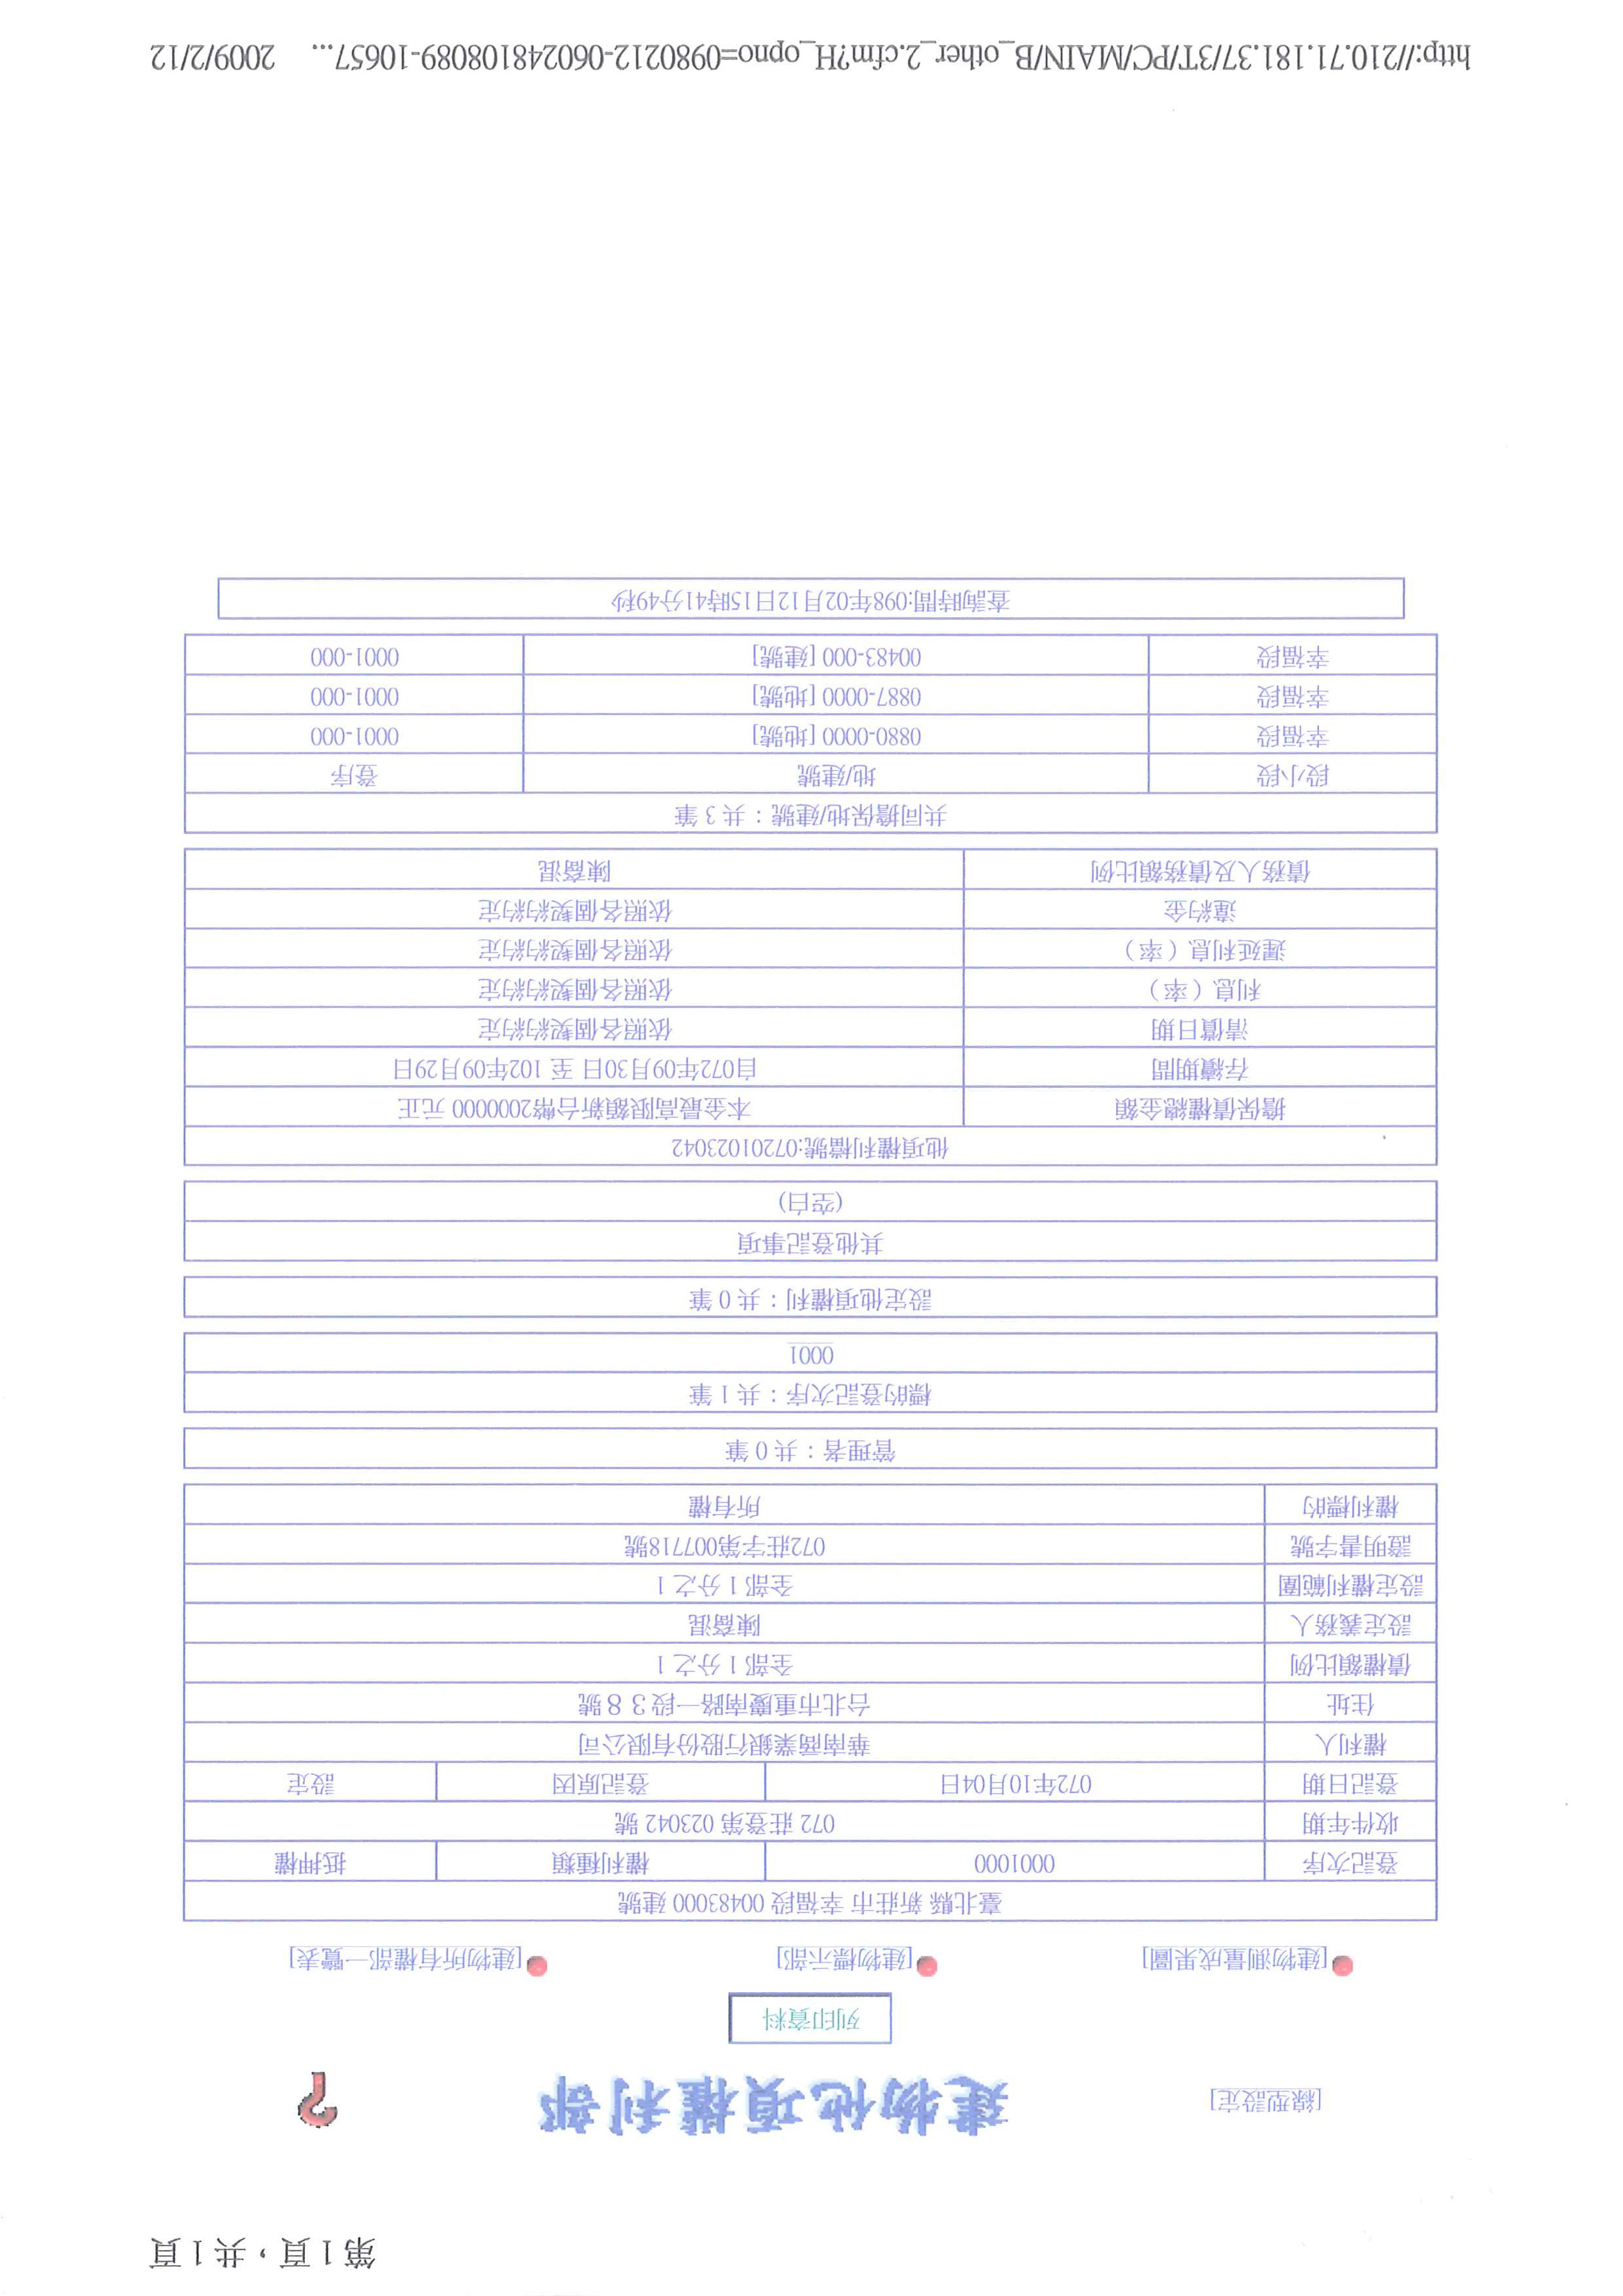 第1頁，共1頁
[線型設定] 建物他項權利部 ?
列印資料
[建物測量成果圖] [建物標示部] [建物所有權部一覽表]
臺北縣 新莊市 幸福段 00483000 建號
登記次序 0001000 權利種類 抵押權
收件年期 072 莊登第 023042 號
登記日期 072年10月04日 登記原因 設定
權利人 華南商業銀行股份有限公司
住址 台北市重慶南路一段３８號
債權額比例 全部 1 分之 1
設定義務人 陳窩混
設定權利範圍 全部 1 分之 1
證明書字號 072莊字第007718號
權利標的 所有權
管理者：共 0 筆
標的登記次序：共 1 筆
0001
設定他項權利：共 0 筆
其他登記事項
(空白)
他項權利檔號:07201023042
擔保債權總金額 本金最高限額新台幣2000000 元正
存續期間 自072年09月30日 至 102年09月29日
清償日期 依照各個契約約定
利息（率） 依照各個契約約定
遲延利息（率） 依照各個契約約定
違約金 依照各個契約約定
債務人及債務額比例 陳窩混
共同擔保地/建號：共 3 筆
段小段 地/建號 登序
幸福段 0880-0000 [地號] 0001-000
幸福段 0887-0000 [地號] 0001-000
幸福段 00483-000 [建號] 0001-000
查詢時間:098年02月12日15時41分49秒
http://210.71.181.37/3T/PC/MAIN/B_other_2.cfm?H_opno=0980212-0602481080​89-10657... 2009/2/12